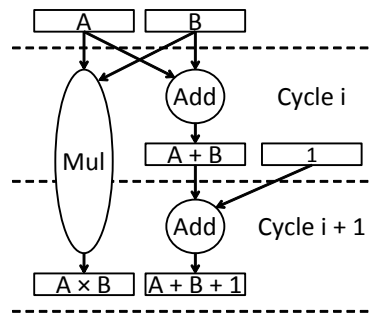 A
B
Add
Cycle i
Mul
A + B
1
Add
Cycle i + 1
A × B
A + B + 1